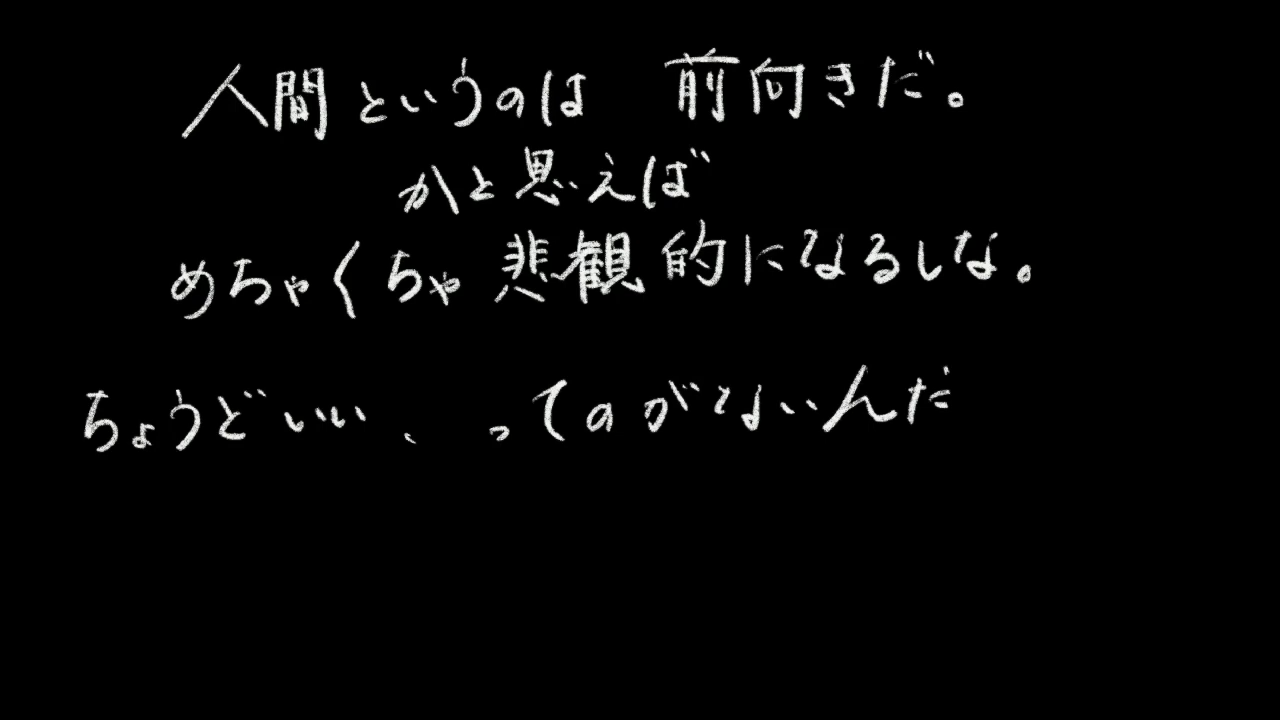 人間というのは 前向きだ。
かと思えば
めちゃくちゃ悲観的になるしな。
ちょうどいい、ってのがないんだ